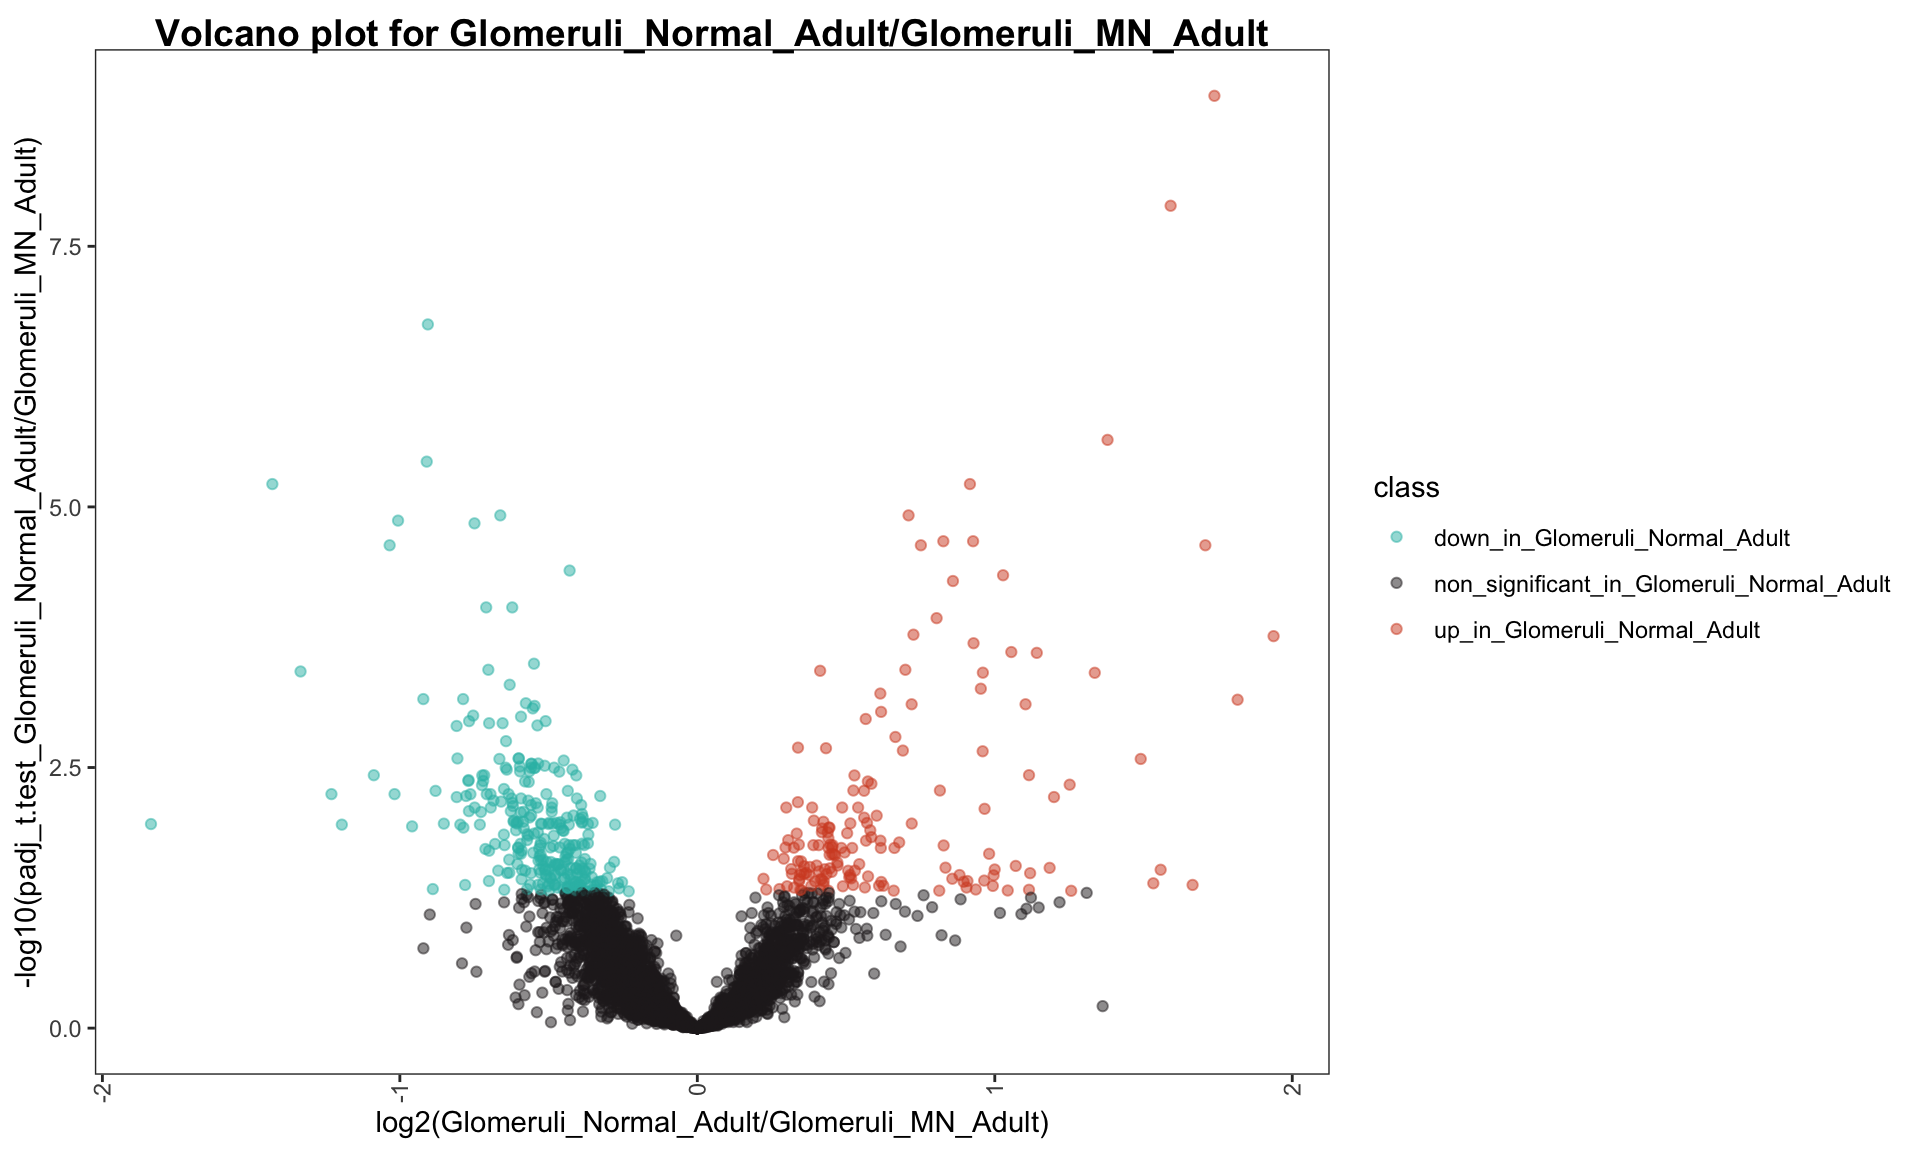 Volcano plot for Glomeruli_Normal_Adult/Glomeruli_MN_Adult
-log10(padj_t.test_Glomeruli_Normal_Adult/Glomeruli_MN_Adult)
7.5
5.0
2.5
0.0
-2
-1
0
1
2
log2(Glomeruli_Normal_Adult/Glomeruli_MN_Adult)
class
down_in_Glomeruli_Normal_Adult
non_significant_in_Glomeruli_Normal_Adult
up_in_Glomeruli_Normal_Adult